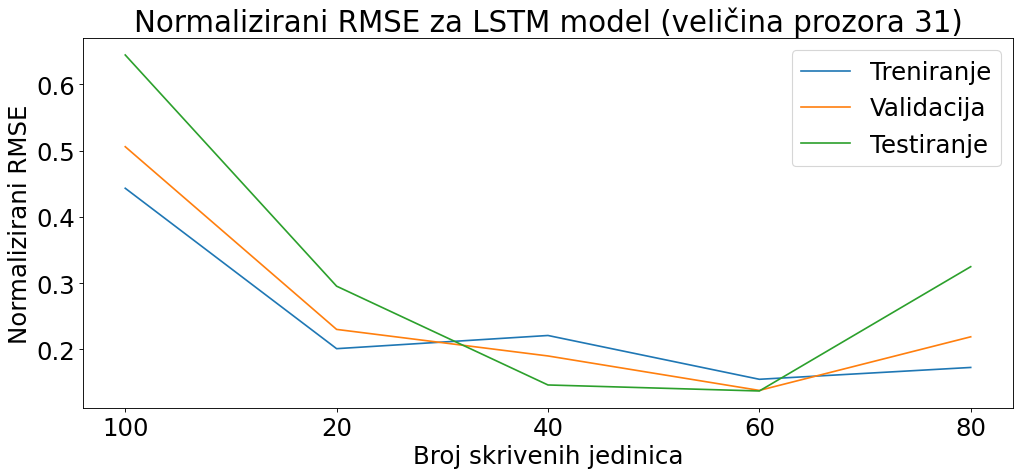 Normalizirani RMSE za LSTM model (veličina prozora 31)
Treniranje
Validacija
Testiranje
Normalizirani RMSE
0.6
0.5
0.4
0.3
0.2
100 20 40 60 80
Broj skrivenih jedinica